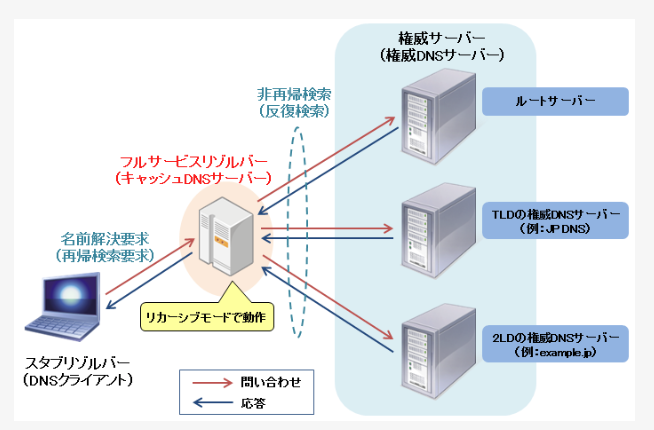 権威サーバー
(権威DNSサーバー)
ルートサーバー
非再帰検索
(反復検索)
フルサービスリゾルバー
(キャッシュDNSサーバー)
TLDの権威DNSサーバー
(例:JP DNS)
名前解決要求
(再帰検索要求)
リカーシブモードで動作
2LDの権威DNSサーバー
(例:example.jp)
スタブリゾルバー
(DNSクライアント)
問い合わせ
応答